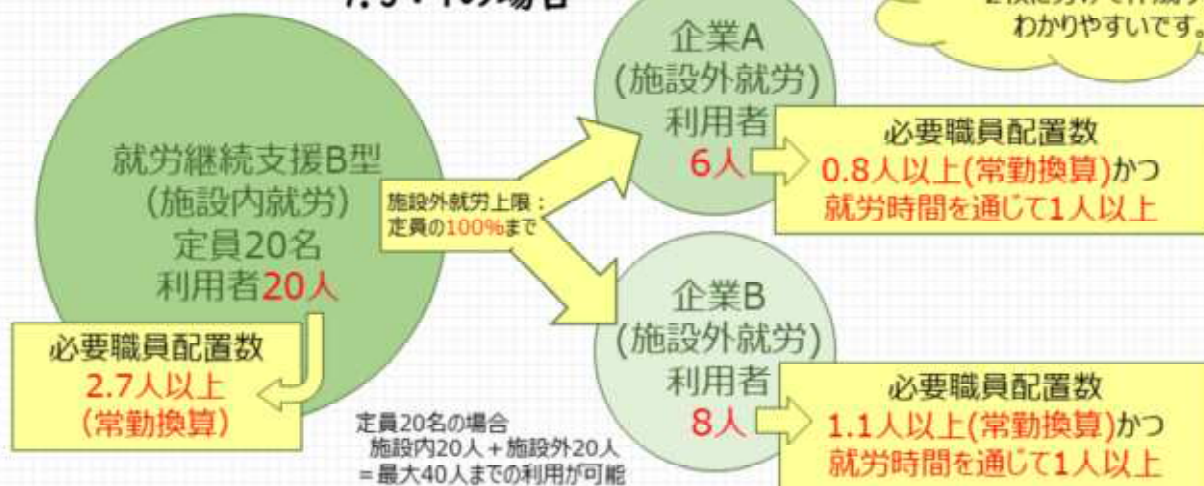 7.5：1の場合
わかりやすいです。
就労継続支援B型
(施設内就労)
定員20名
利用者20人
必要職員配置数
2.7人以上
(常勤換算)
施設外就労上限：
定員の100%まで
定員20名の場合
施設内20人＋施設外20人
＝最大40人までの利用が可能
企業A
(施設外就労)
利用者
6人
必要職員配置数
0.8人以上(常勤換算)かつ
就労時間を通じて1人以上
企業B
(施設外就労)
利用者
8人
必要職員配置数
1.1人以上(常勤換算)かつ
就労時間を通じて1人以上